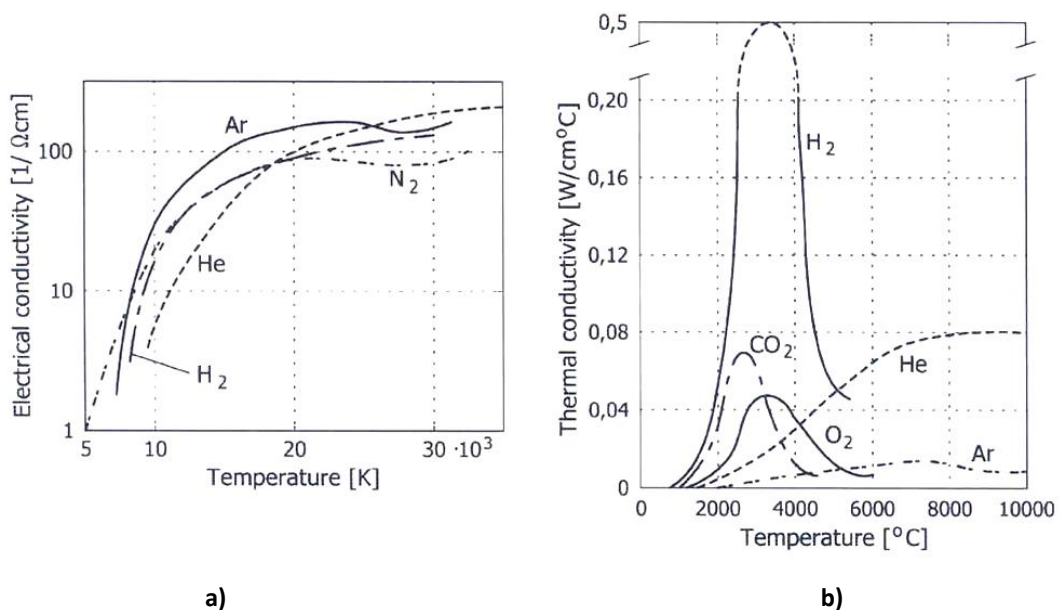 Electrical conductivity [1/ Ωcm]
100
10
1
5
10
20
30 ·10³
Temperature [K]
Ar
N₂
He
H₂
a)
Thermal conductivity [W/cm°C]
0,5
0,20
0,16
0,12
0,08
0,04
0
0
2000
4000
6000
8000
10000
Temperature [°C]
H₂
CO₂
He
O₂
Ar
b)